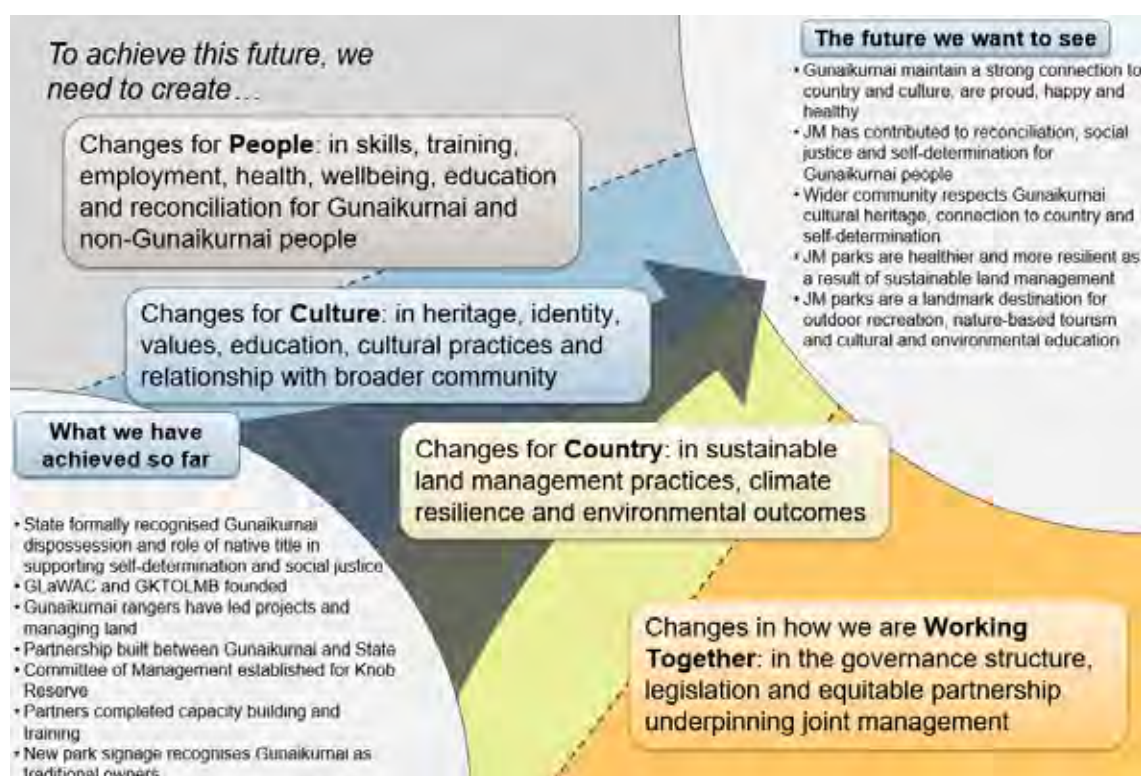 To achieve this future, we
need to create...
Changes for People: in skills, training,
employment, health, wellbeing, education
and reconciliation for Gunaikurnai and
non-Gunaikurnai people
Changes for Culture: in heritage, identity,
values, education, cultural practices and
relationship with broader community
Changes for Country: in sustainable
land management practices, climate
resilience and environmental outcomes
Changes in how we are Working
Together: in the governance structure,
legislation and equitable partnership
underpinning joint management
What we have
achieved so far
• State formally recognised Gunaikurnai
dispossession and role of native title in
supporting self-determination and social justice
• GLaWAC and GKTOLMB founded
• Gunaikurnai rangers have led projects and
managing land
• Partnership built between Gunaikurnai and State
• Committee of Management established for Knob
Reserve
• Partners completed capacity building and
training
• New park signage recognises Gunaikurnai as
traditional owners
The future we want to see
• Gunaikurnai maintain a strong connection to
country and culture, are proud, happy and
healthy
• JM has contributed to reconciliation, social
justice and self-determination for
Gunaikurnai people
• Wider community respects Gunaikurnai
cultural heritage, connection to country and
self-determination
• JM parks are healthier and more resilient as
a result of sustainable land management
• JM parks are a landmark destination for
outdoor recreation, nature-based tourism
and cultural and environmental education